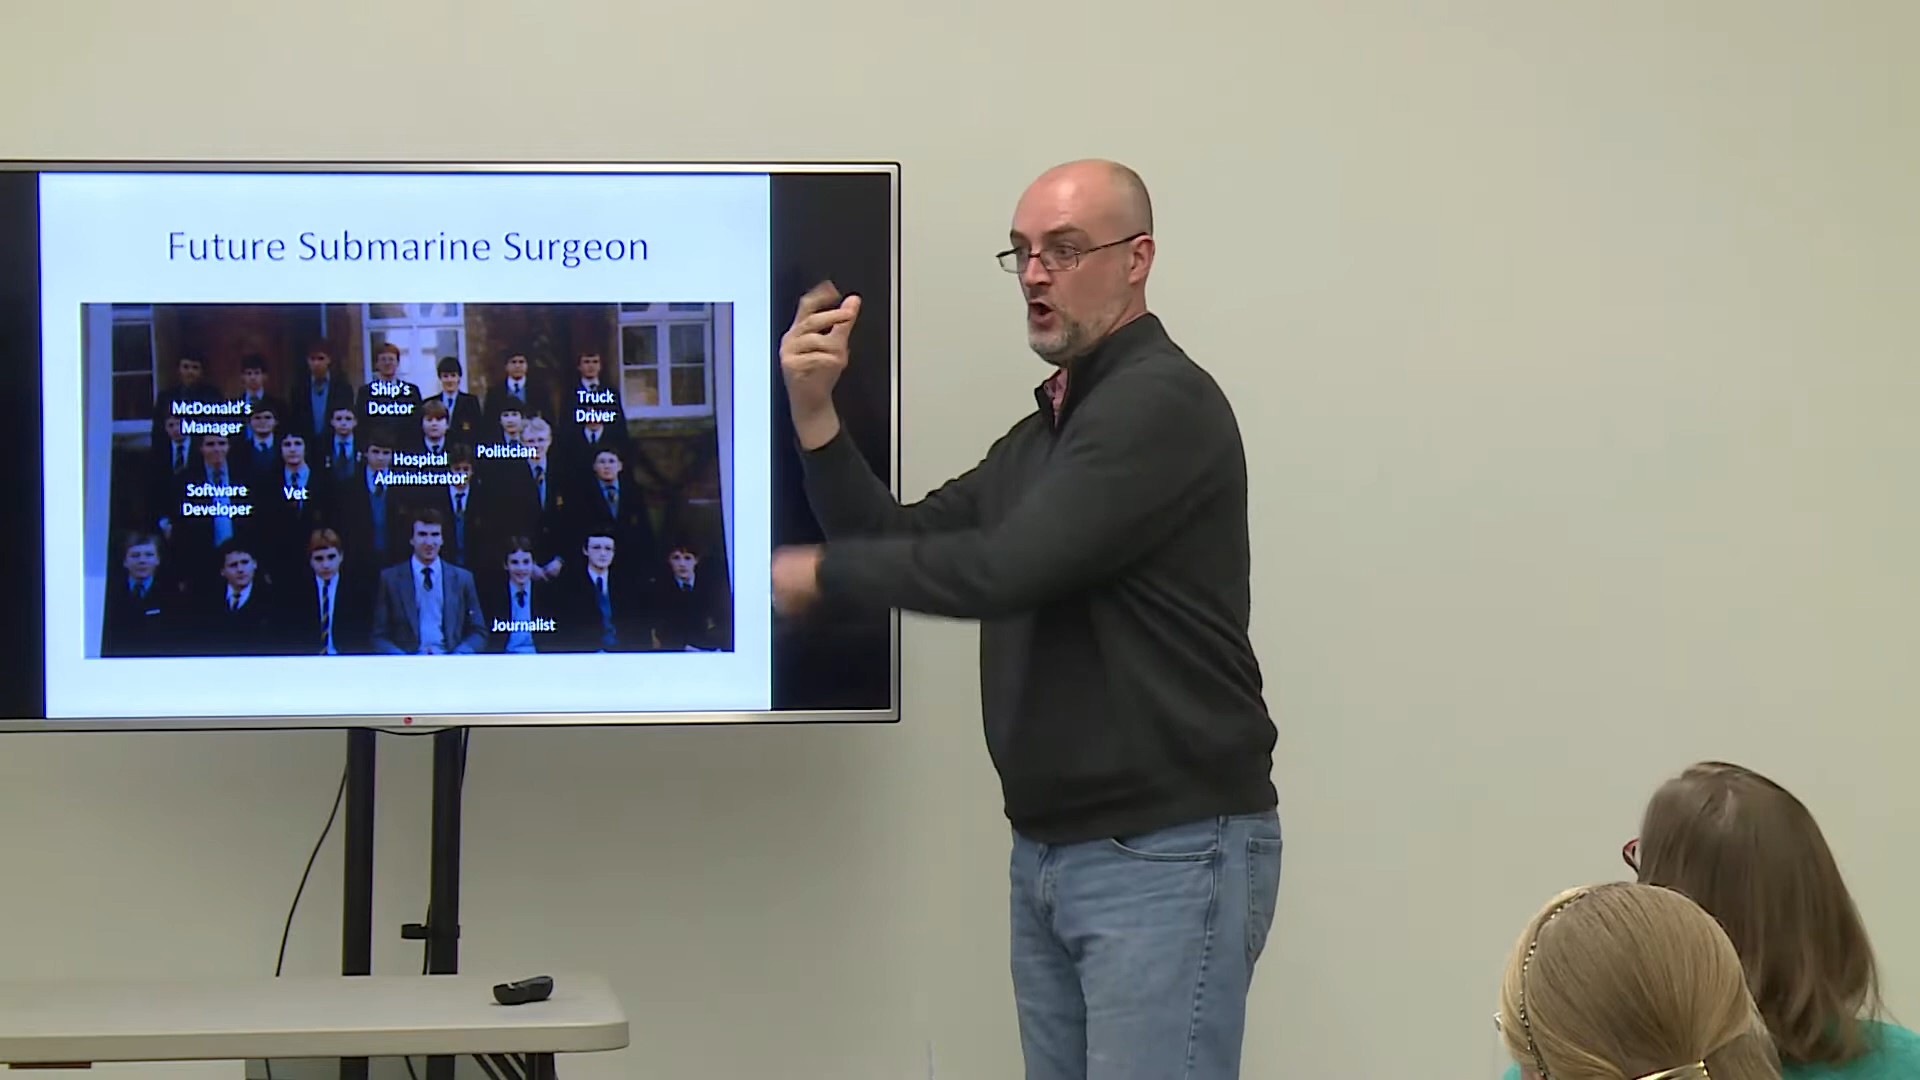 Future Submarine Surgeon
Ship's
Doctor
Truck
Driver
McDonald's
Manager
Politician
Hospital
Administrator
Software
Developer
Vet
Journalist